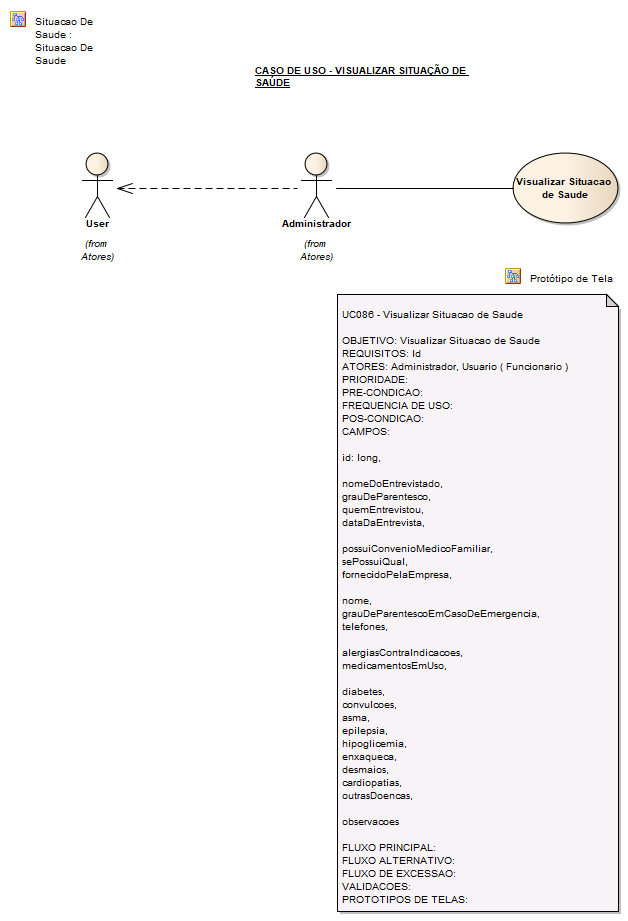 Situacao De
Saude :
Situacao De
Saude
CASO DE USO - VISUALIZAR SITUAÇÃO DE
SAÚDE
User
(from
Atores)
Administrador
(from
Atores)
Visualizar Situacao
de Saude
Protótipo de Tela
UC086 - Visualizar Situacao de Saude
OBJETIVO: Visualizar Situacao de Saude
REQUISITOS: Id
ATORES: Administrador, Usuario ( Funcionario )
PRIORIDADE:
PRE-CONDICAO:
FREQUENCIA DE USO:
POS-CONDICAO:
CAMPOS:
id: long,
nomeDoEntrevistado,
grauDeParentesco,
quemEntrevistou,
dataDaEntrevista,
possuiConvenioMedicoFamiliar,
sePossuiQual,
fornecidoPelaEmpresa,
nome,
grauDeParentescoEmCasoDeEmergencia,
telefones,
alergiasContraIndicacoes,
medicamentosEmUso,
diabetes,
convulcoes,
asma,
epilepsia,
hipoglicemia,
enxaqueca,
desmaios,
cardiopatias,
outrasDoencas,
observacoes
FLUXO PRINCIPAL:
FLUXO ALTERNATIVO:
FLUXO DE EXCESSAO:
VALIDACOES:
PROTOTIPOS DE TELAS: